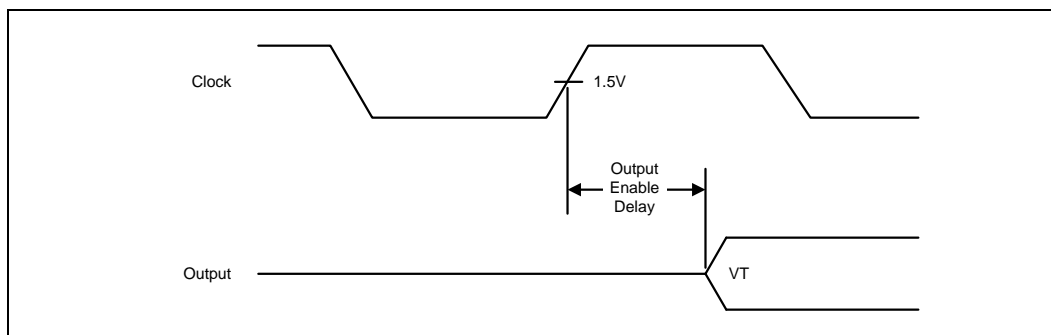 Clock
1.5V
Output
Enable
Delay
Output
VT